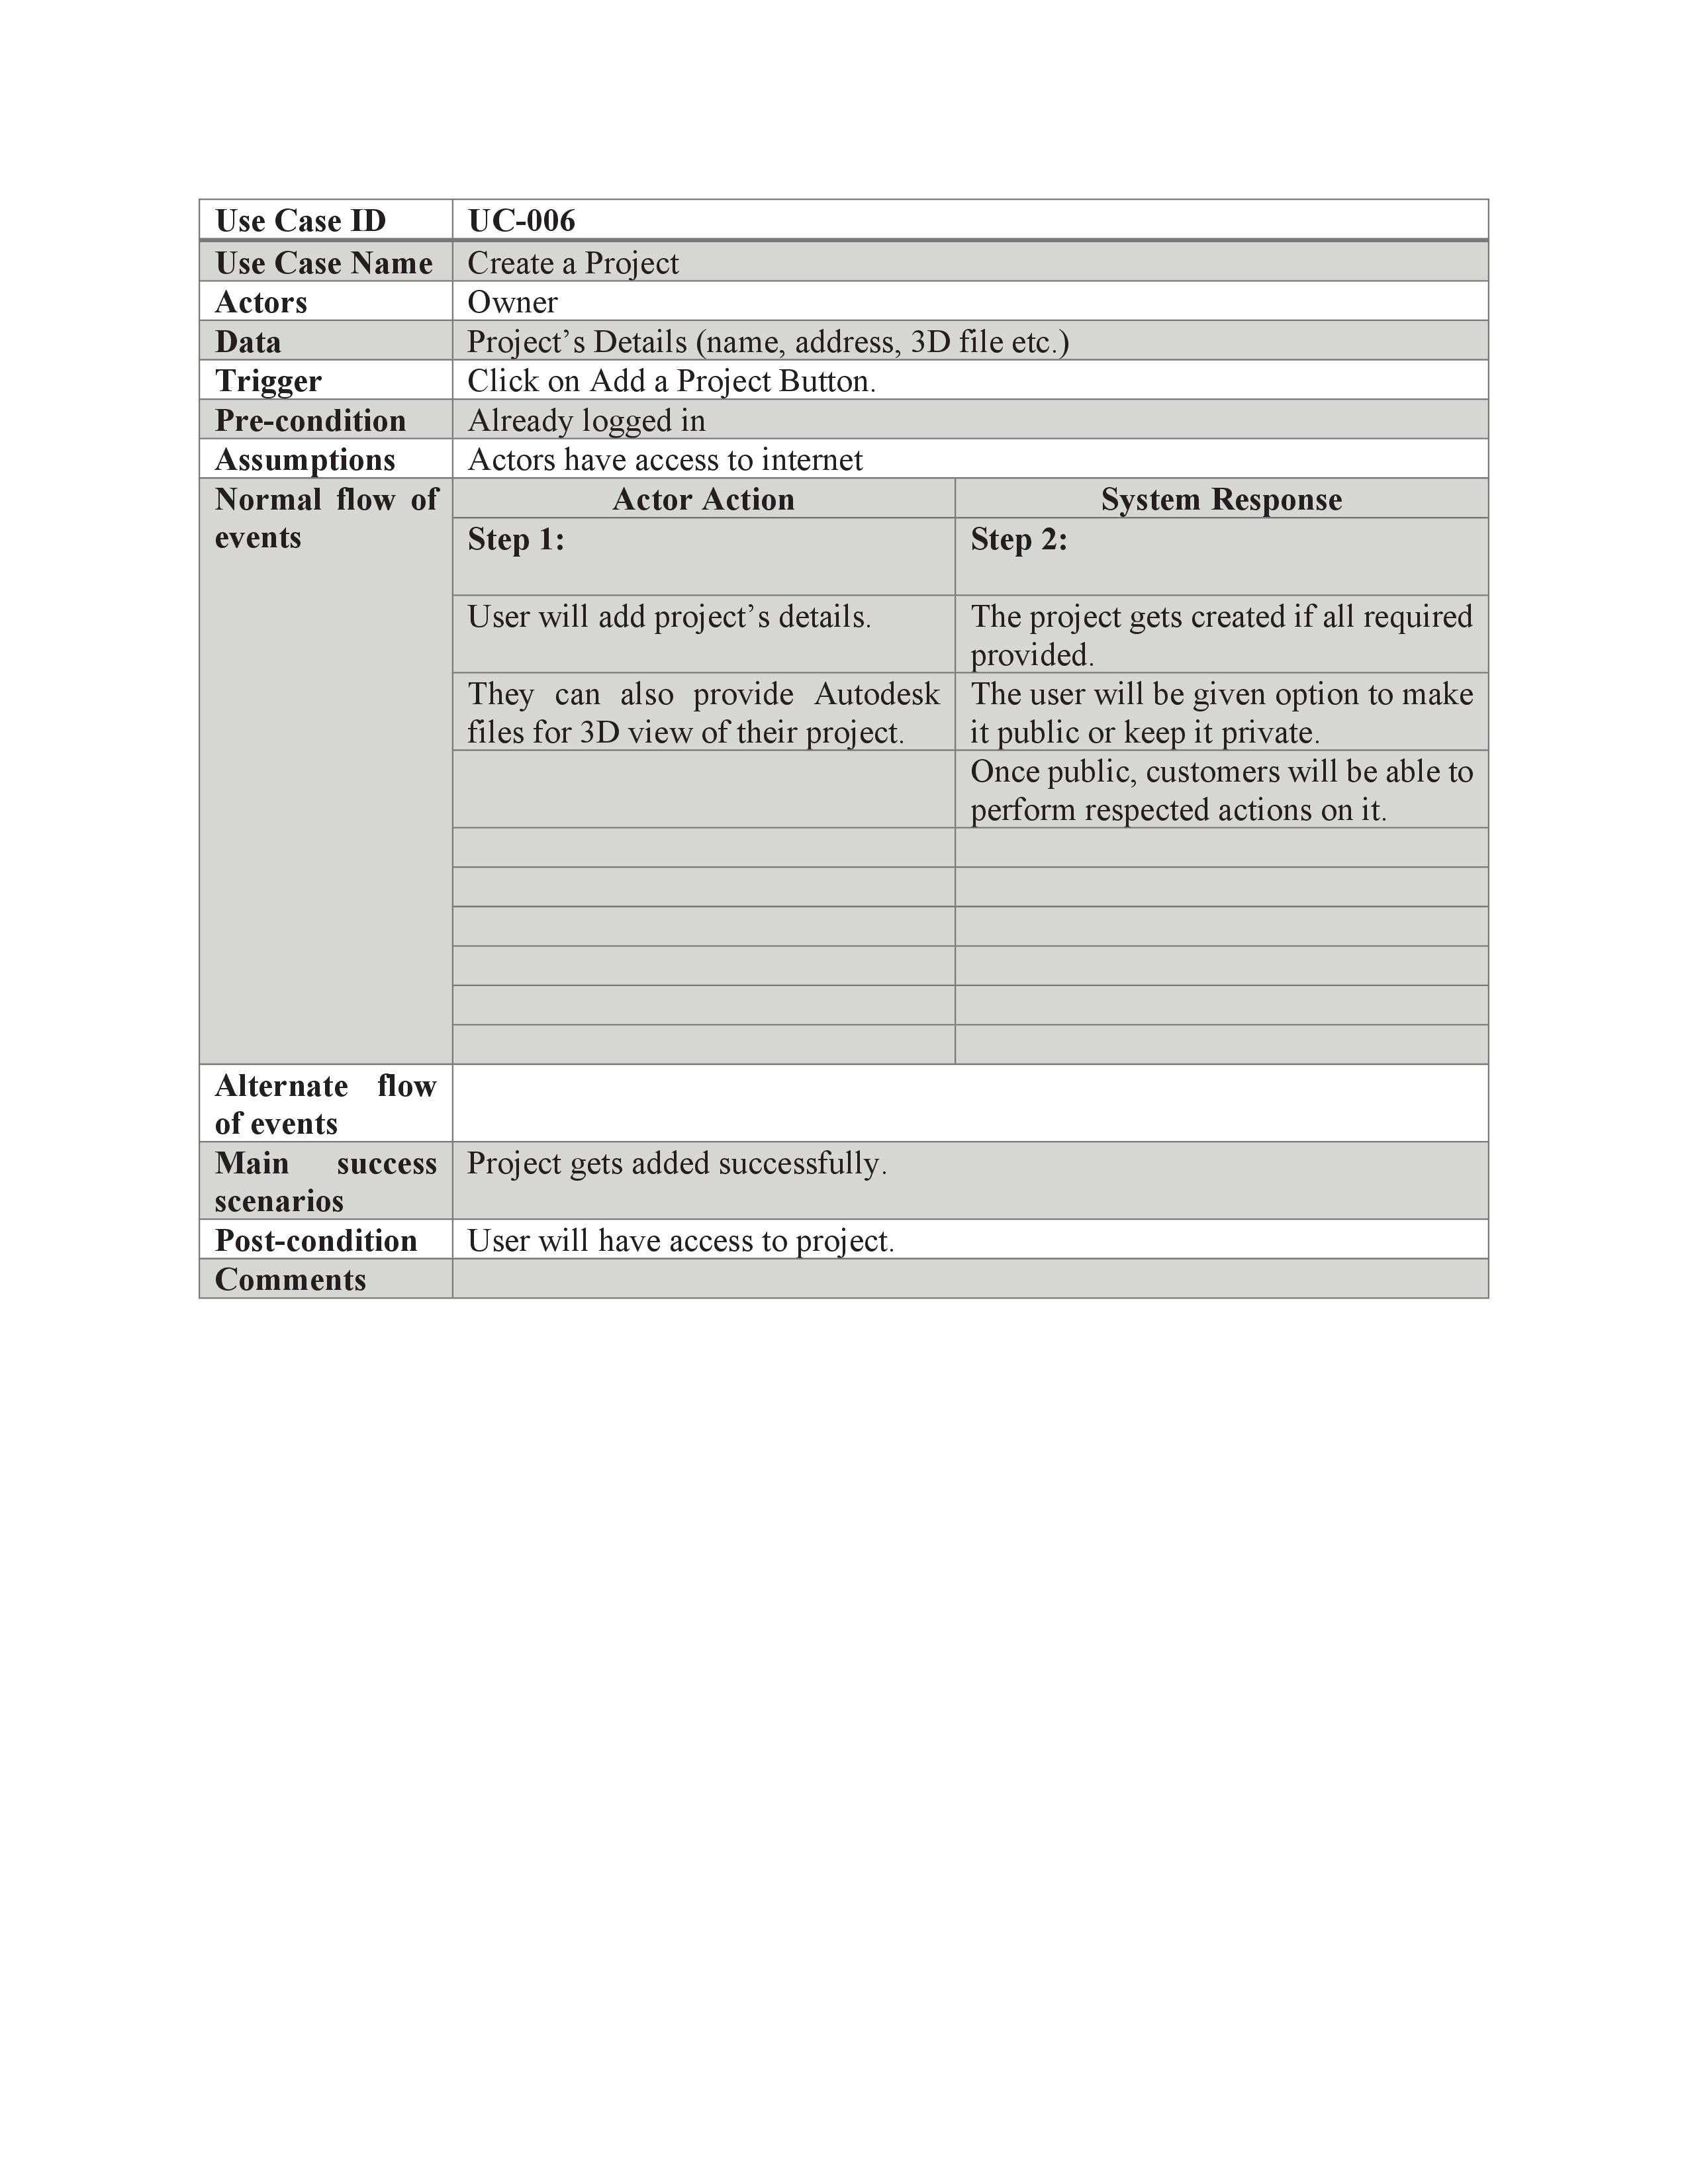 Use Case ID UC-006
Use Case Name Create a Project
Actors Owner
Data Project’s Details (name, address, 3D file etc.)
Trigger Click on Add a Project Button.
Pre-condition Already logged in
Assumptions Actors have access to internet
Normal flow of
events
Actor Action System Response
Step 1: Step 2:
User will add project’s details.
The project gets created if all required
provided.
They can also provide Autodesk
files for 3D view of their project.
The user will be given option to make
it public or keep it private.
Once public, customers will be able to
perform respected actions on it.
Alternate flow
of events
Main success
scenarios
Project gets added successfully.
Post-condition User will have access to project.
Comments